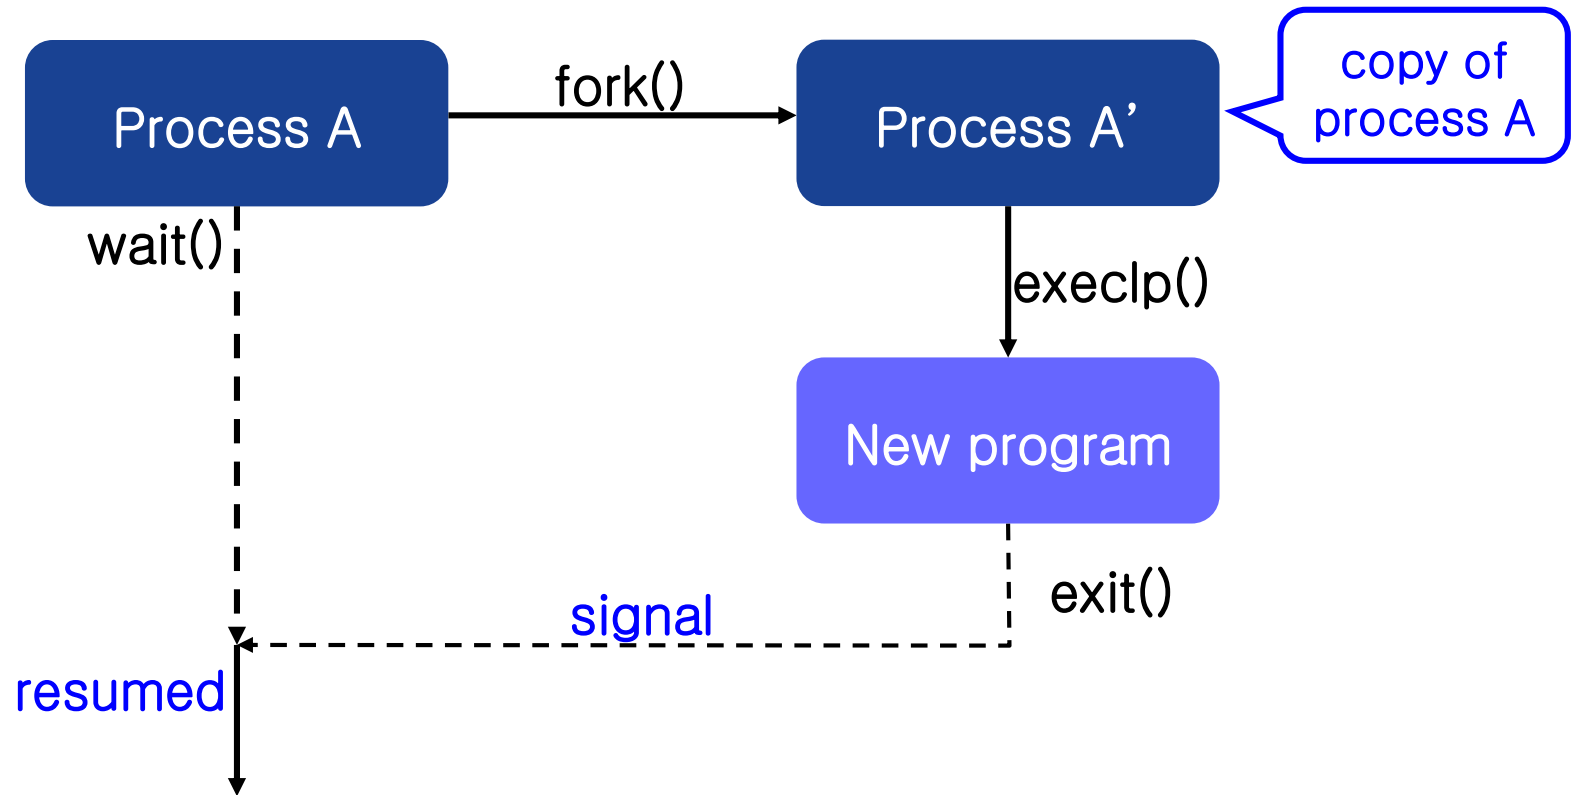 Process A
fork()
Process A’
copy of
process A
wait()
execlp()
New program
exit()
signal
resumed